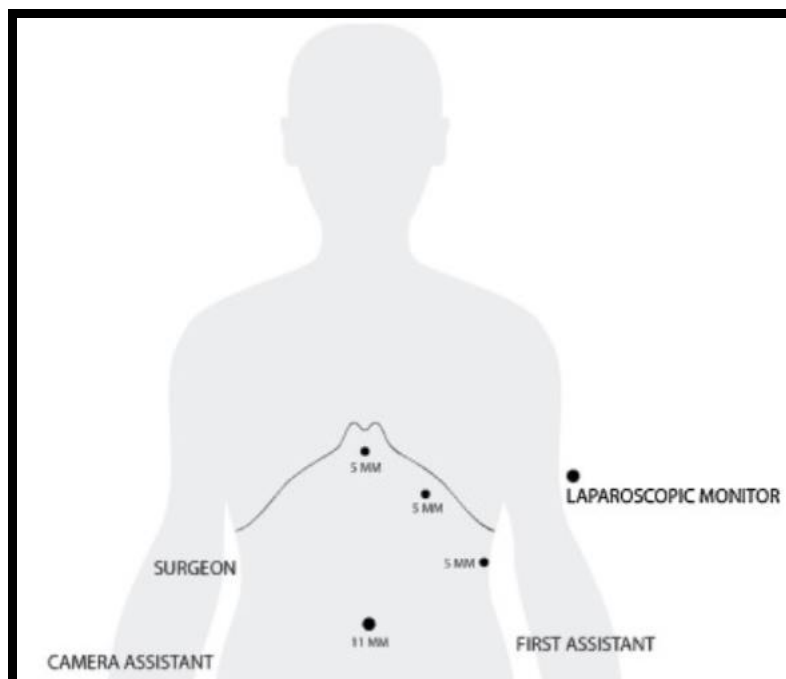 5 MM
5 MM
LAPAROSCOPIC MONITOR
5 MM
SURGEON
11 MM
FIRST ASSISTANT
CAMERA ASSISTANT